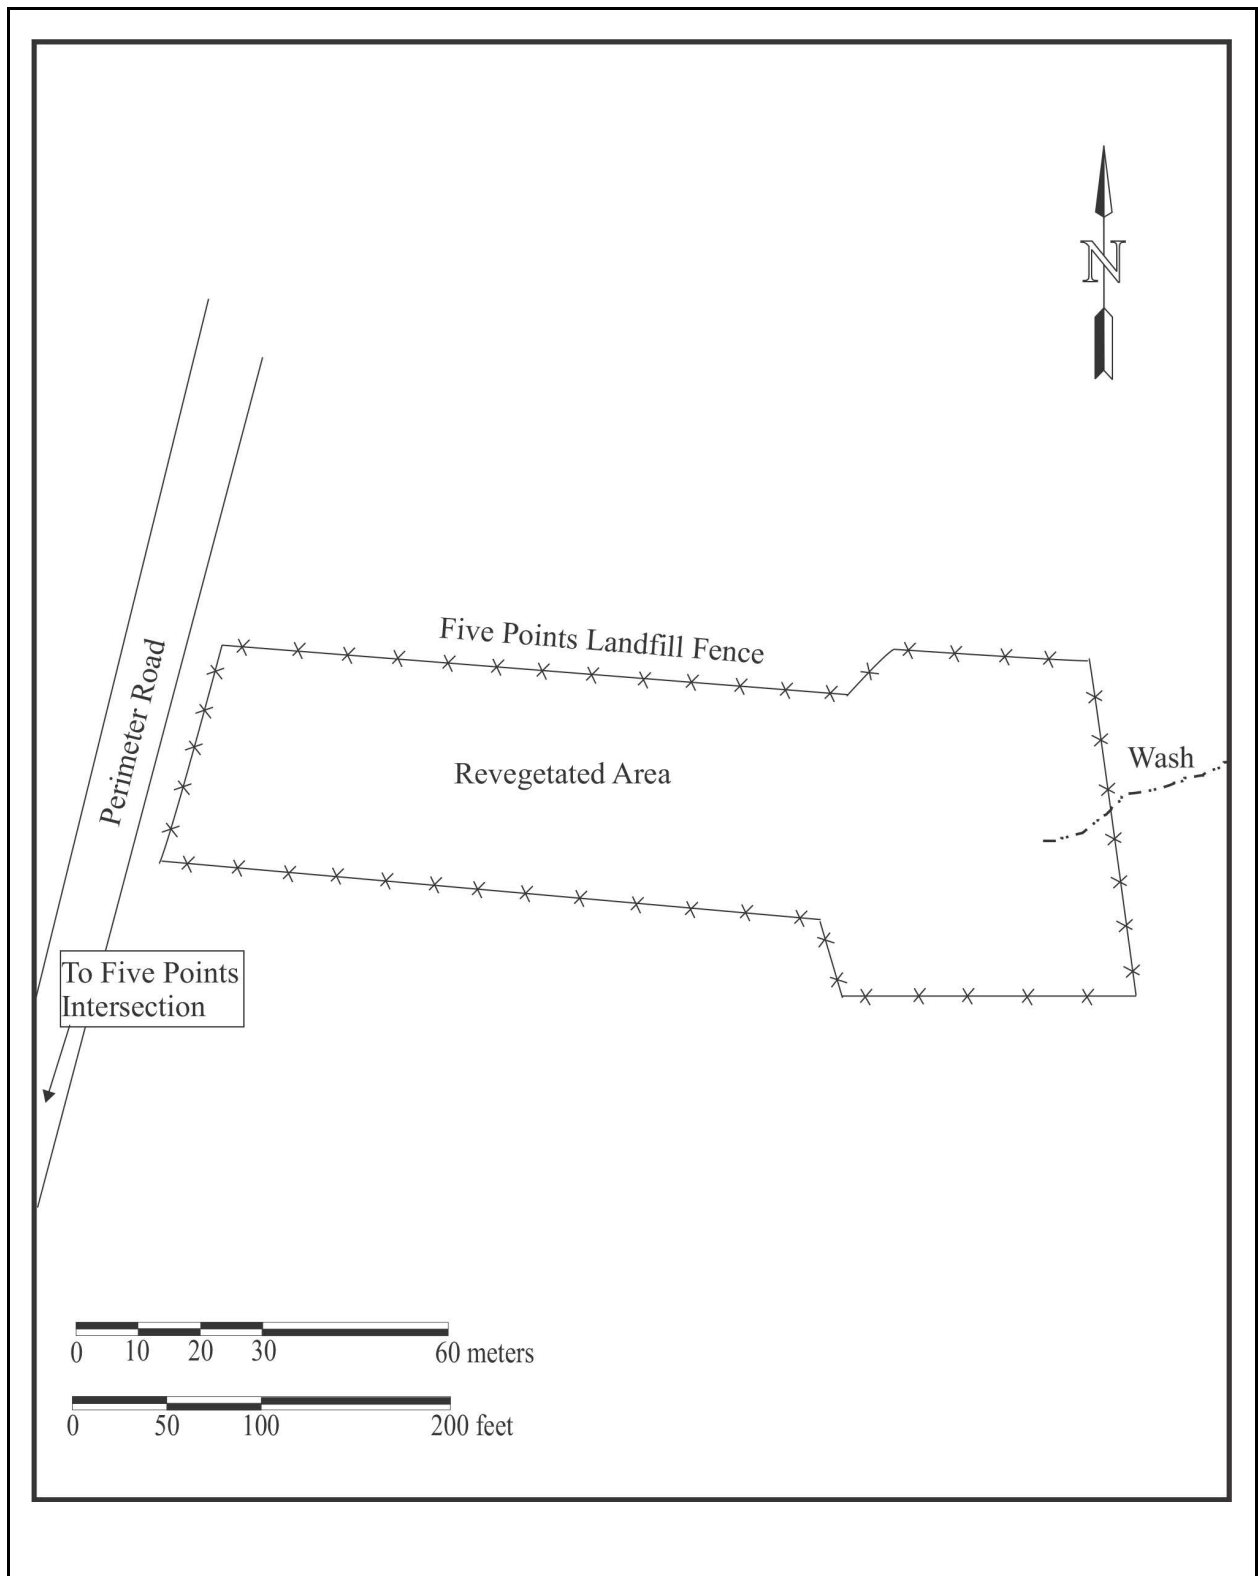 N
Five Points Landfill Fence
Perimeter Road
Wash
Revegetated Area
To Five Points
Intersection
0 10 20 30 60 meters
0 50 100 200 feet